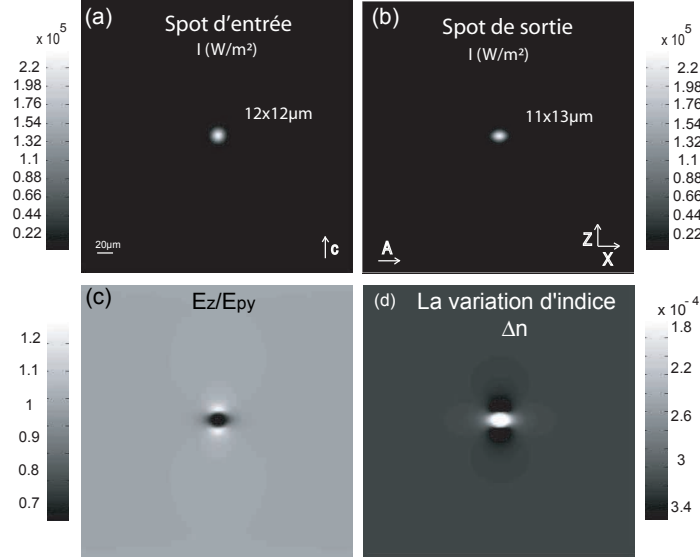 (a)
Spot d'entrée
I (W/m²)
12x12µm
20µm
c
x 10⁵
2.2
1.98
1.76
1.54
1.32
1.1
0.88
0.66
0.44
0.22
(b)
Spot de sortie
I (W/m²)
11x13µm
A
Z
X
x 10⁵
2.2
1.98
1.76
1.54
1.32
1.1
0.88
0.66
0.44
0.22
(c)
Ez/Epy
1.2
1.1
1
0.9
0.8
0.7
(d)
La variation d'indice
Δn
x 10⁻⁴
1.8
2.2
2.6
3
3.4